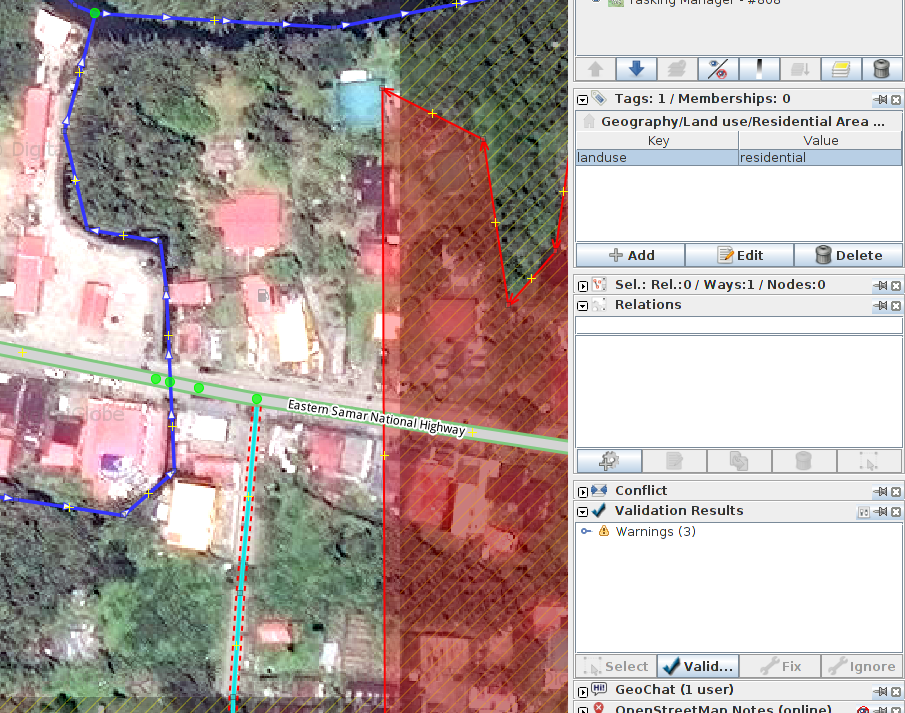 Tasking Manager - #808
Tags: 1 / Memberships: 0
Geography/Land use/Residential Area ...
Key Value
landuse residential
Add Edit Delete
Sel.: Rel.:0 / Ways:1 / Nodes:0
Relations
Eastern Samar National Highway
Globe
Conflict
Validation Results
Warnings (3)
Select Valid... Fix Ignore
Hi!
GeoChat (1 user)
OpenStreetMap Notes (online)